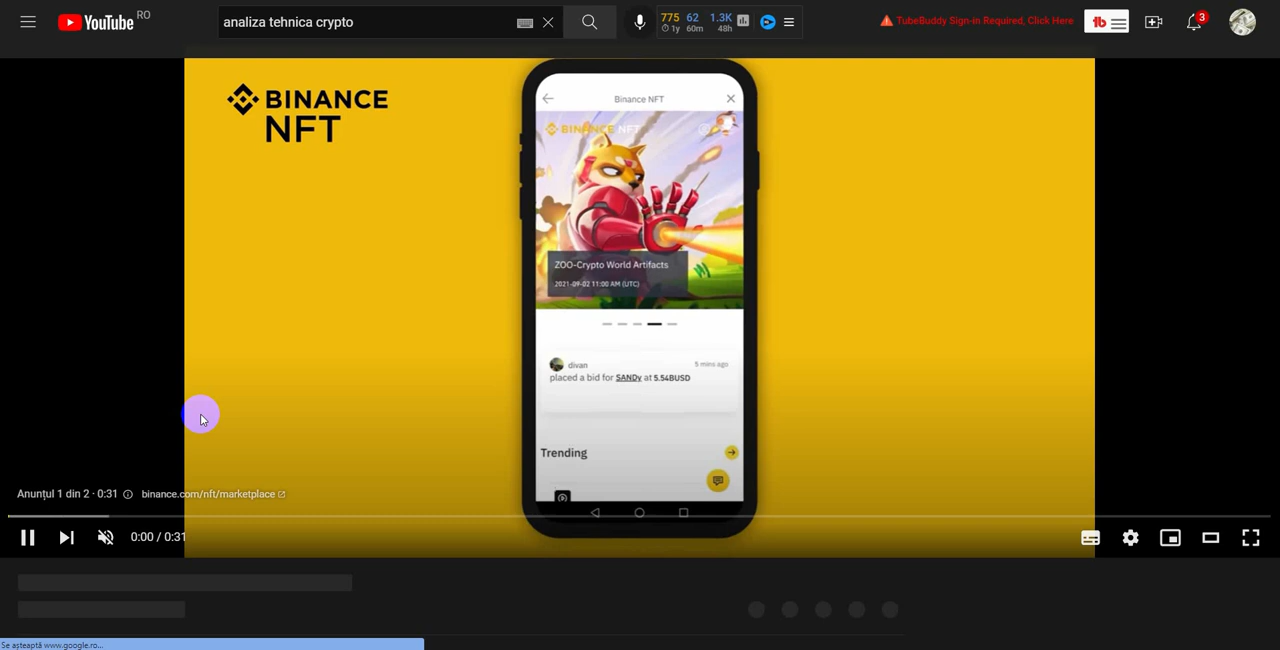 YouTube RO
analiza tehnica crypto
775 62 1.3K
1y 60m 48h
TubeBuddy Sign-in Required, Click Here
tb
3
BINANCE
NFT
Binance NFT
BINANCE NFT
ZOO-Crypto World Artifacts
2021-09-02 11:00 AM (UTC)
divan
5 mins ago
placed a bid for SANDy at 5.54BUSD
Trending
Anunțul 1 din 2 · 0:31
binance.com/nft/marketplace
0:00 / 0:31
Se așteaptă www.google.ro...